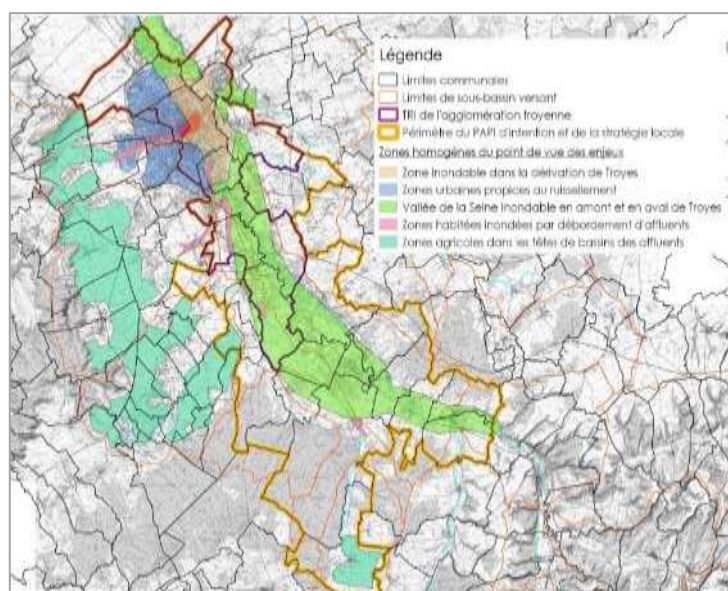 Légende
Limites communales
Limites de sous-bassin versant
TRI de l'agglomération troyenne
Périmètre du PAPI d'intention et de la stratégie locale
Zones homogènes du point de vue des enjeux
Zone inondable dans la dérivation de Troyes
Zones urbaines propices au ruissellement
Vallée de la Seine inondable en amont et en aval de Troyes
Zones habitées inondées par débordement d'affluents
Zones agricoles dans les têtes de bassins des affluents